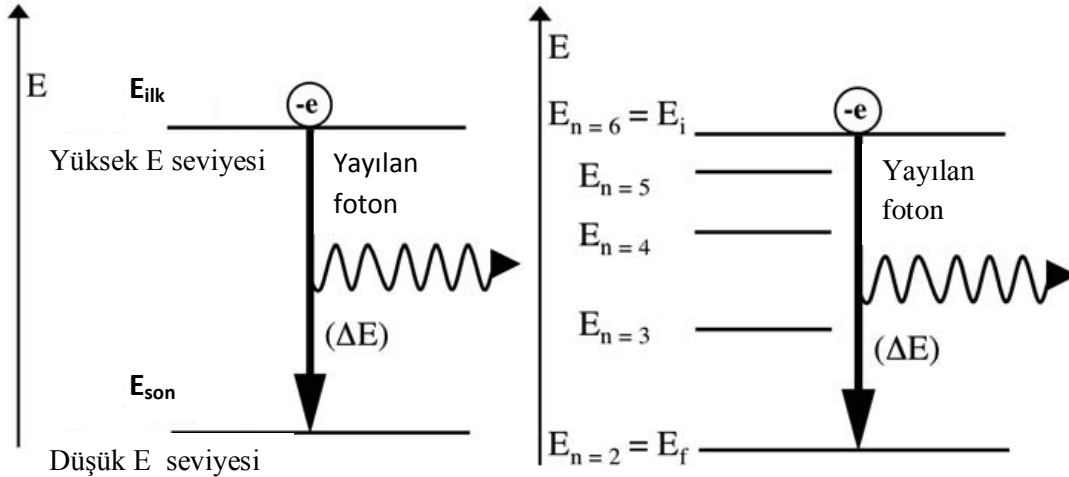 E
E_ilk
-e
Yüksek E seviyesi
Yayılan
foton
(ΔE)
E_son
Düşük E seviyesi
E
E_n = 6 = E_i
-e
E_n = 5
Yayılan
foton
E_n = 4
E_n = 3
(ΔE)
E_n = 2 = E_f